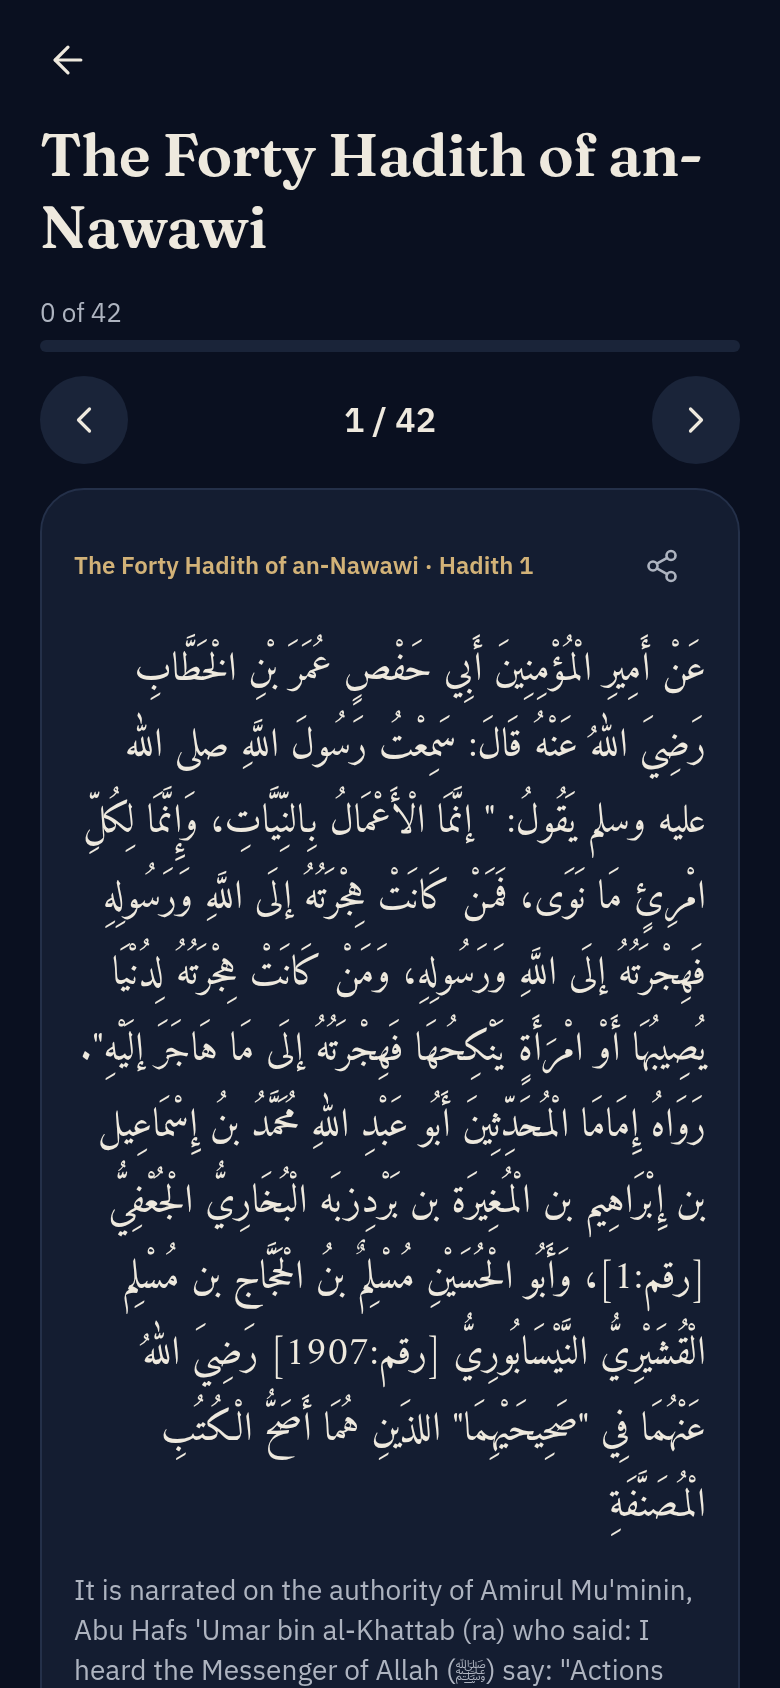 The Forty Hadith of an-
Nawawi
0 of 42
1 / 42
The Forty Hadith of an-Nawawi · Hadith 1
عَنْ أَمِيرِ الْمُؤْمِنِينَ أَبِي حَفْصٍ عُمَرَ بْنِ الْخَطَّابِ
رَضِيَ اللهُ عَنْهُ قَالَ: سَمِعْتُ رَسُولَ اللَّهِ صلى الله
عليه وسلم يَقُولُ: " إنَّمَا الْأَعْمَالُ بِالنِّيَّاتِ، وَإِنَّمَا لِكُلِّ
امْرِئٍ مَا نَوَى، فَمَنْ كَانَتْ هِجْرَتُهُ إلَى اللَّهِ وَرَسُولِهِ
فَهِجْرَتُهُ إلَى اللَّهِ وَرَسُولِهِ، وَمَنْ كَانَتْ هِجْرَتُهُ لِدُنْيَا
يُصِيبُهَا أَوْ امْرَأَةٍ يَنْكِحُهَا فَهِجْرَتُهُ إلَى مَا هَاجَرَ إلَيْهِ".
رَوَاهُ إِمَامَا الْمُحَدِّثِينَ أَبُو عَبْدِ اللهِ مُحَمَّدُ بنُ إِسْمَاعِيل
بن إِبْرَاهِيم بن الْمُغِيرَة بن بَرْدِزبَه الْبُخَارِيُّ الْجُعْفِيُّ
[رقم:1]، وَأَبُو الْحُسَيْنِ مُسْلِمٌ بنُ الْحَجَّاج بن مُسْلِم
الْقُشَيْرِيُّ النَّيْسَابُورِيُّ [رقم:1907] رَضِيَ اللهُ
عَنْهُمَا فِي "صَحِيحَيْهِمَا" اللذَينِ هُمَا أَصَحُّ الْكُتُبِ
الْمُصَنَّفَةِ
It is narrated on the authority of Amirul Mu'minin,
Abu Hafs 'Umar bin al-Khattab (ra) who said: I
heard the Messenger of Allah (ﷺ) say: "Actions